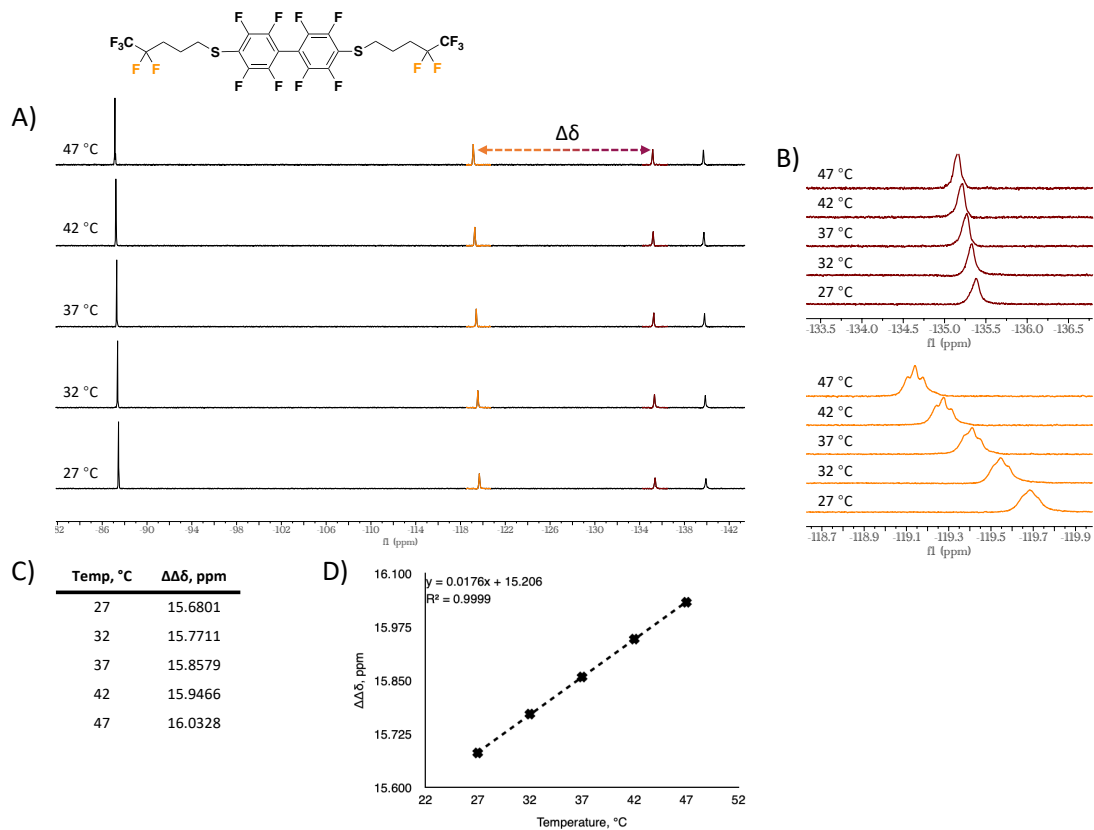 F F F F
CF₃ S S CF₃
F F F F F F F F
A)
47 °C
Δδ
42 °C
37 °C
32 °C
27 °C
82 -86 -90 -94 -98 -102 -106 -110 -114 -118 -122 -126 -130 -134 -138 -142
f1 (ppm)
B)
47 °C
42 °C
37 °C
32 °C
27 °C
-133.5 -134.0 -134.5 -135.0 -135.5 -136.0 -136.5
f1 (ppm)
47 °C
42 °C
37 °C
32 °C
27 °C
-118.7 -118.9 -119.1 -119.3 -119.5 -119.7 -119.9
f1 (ppm)
C)
Temp, °C ΔΔδ, ppm
27 15.6801
32 15.7711
37 15.8579
42 15.9466
47 16.0328
D)
y = 0.0176x + 15.206
R² = 0.9999
16.100
15.975
15.850
15.725
15.600
ΔΔδ, ppm
22 27 32 37 42 47 52
Temperature, °C